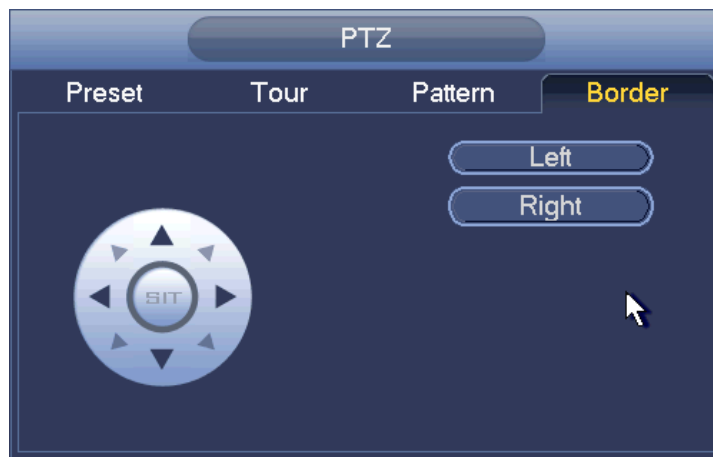 PTZ
Preset Tour Pattern Border
Left
Right
SIT